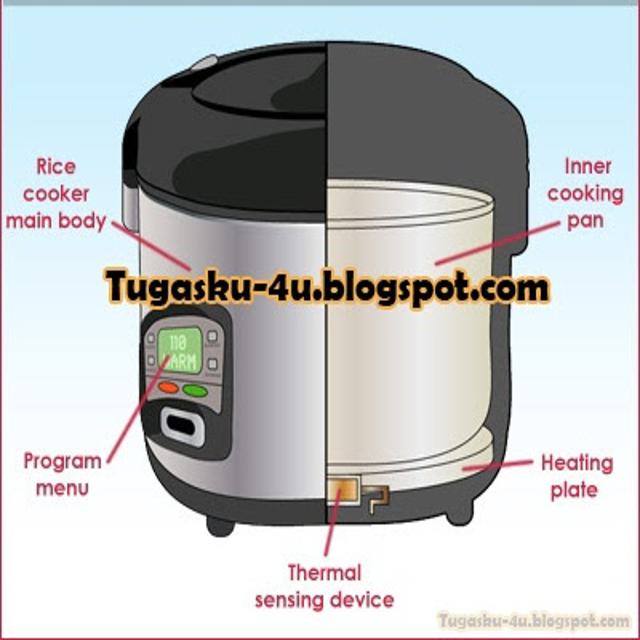 Rice
cooker
main body
Inner
cooking
pan
Tugasku-4u.blogspot.com
110
WARM
Program
menu
Heating
plate
Thermal
sensing device
Tugasku-4u.blogspot.com